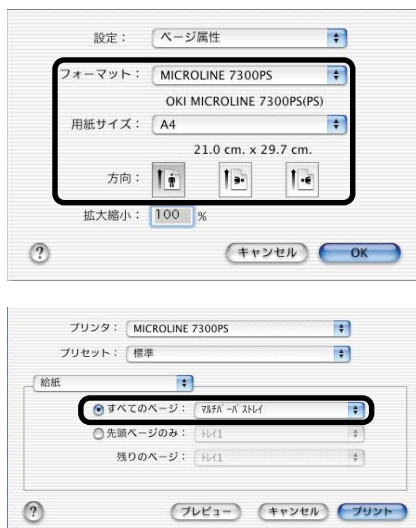 設定： ページ属性
フォーマット： MICROLINE 7300PS
OKI MICROLINE 7300PS(PS)
用紙サイズ： A4
21.0 cm. x 29.7 cm.
方向：
拡大縮小： 100 %
? キャンセル OK
プリンタ： MICROLINE 7300PS
プリセット： 標準
給紙
すべてのページ： ﾏﾙﾁﾊﾟｰﾊﾟｽﾄﾚｲ
先頭ページのみ： ﾄﾚｲ1
残りのページ： ﾄﾚｲ1
? プレビュー キャンセル プリント